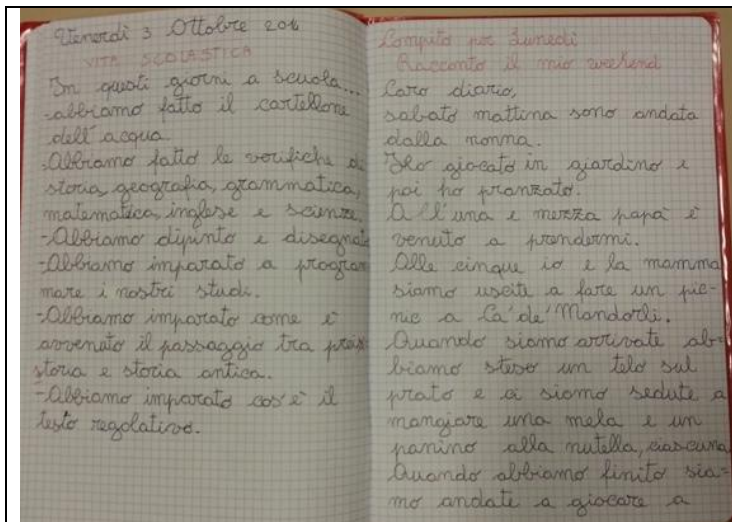 Venerdì 3 Ottobre
VITA SCOLASTICA
In questi giorni a scuola...
-abbiamo fatto il cartellone
dell'acqua.
-Abbiamo fatto le verifiche di
storia, geografia, grammatica,
matematica, inglese e scienze.
-Abbiamo dipinto e disegnato
-Abbiamo imparato a program
mare i nostri studi.
-Abbiamo imparato come è
avvenuto il passaggio tra preis
storia e storia antica.
-Abbiamo imparato cos'è il
testo regolativo.
Compito per Lunedì
Racconto il mio weekend
Caro diario,
sabato mattina sono andata
dalla nonna.
Ho giocato in giardino e
poi ho pranzato.
All'una e mezza papà è
venuto a prendermi.
Alle cinque io e la mamma
siamo uscite a fare un pic-
nic a Ca' de' Mandorli.
Quando siamo arrivate ab=
biamo steso un telo sul
prato e ci siamo sedute a
mangiare una mela e un
panino alla nutella, ciascuna
Quando abbiamo finito sia=
mo andate a giocare a